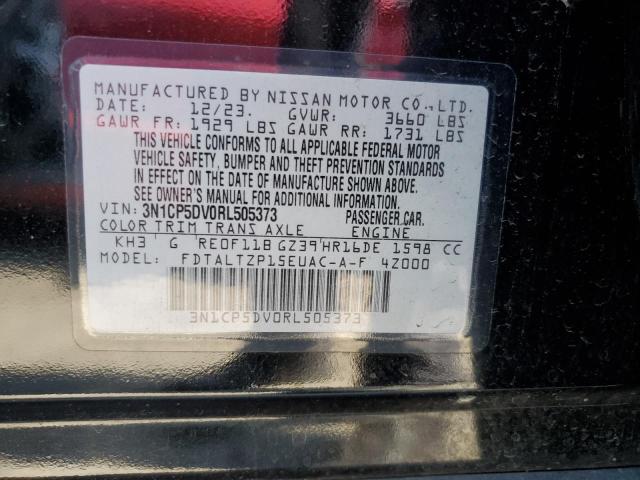 MANUFACTURED BY NISSAN MOTOR CO.,LTD.
DATE: 12/23. GVWR: 3660 LBS
GAWR FR: 1929 LBS GAWR RR: 1731 LBS
THIS VEHICLE CONFORMS TO ALL APPLICABLE FEDERAL MOTOR
VEHICLE SAFETY, BUMPER AND THEFT PREVENTION STANDARDS
IN EFFECT ON THE DATE OF MANUFACTURE SHOWN ABOVE.
SEE OWNER'S MANUAL FOR ADDITIONAL INFORMATION.
VIN: 3N1CP5DV0RL505373 PASSENGER CAR.
COLOR TRIM TRANS AXLE ENGINE
KH3 G RE0F11B GZ39 HR16DE 1598 CC
MODEL: FDTALTZP15EUAC-A-F 4Z000
3N1CP5DV0RL505373